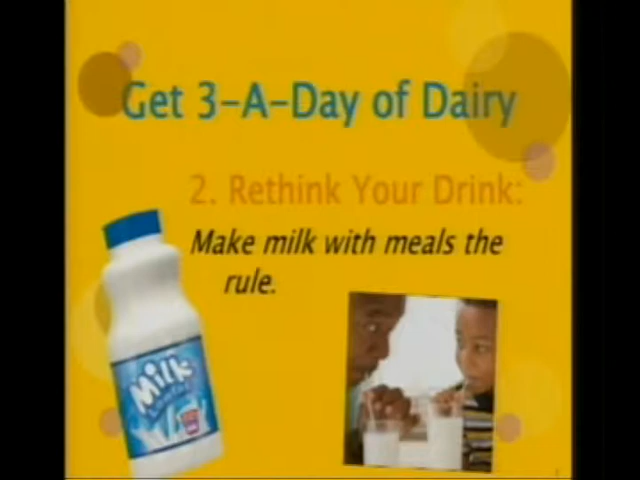 Get 3-A-Day of Dairy
2. Rethink Your Drink:
Make milk with meals the
rule.
Milk